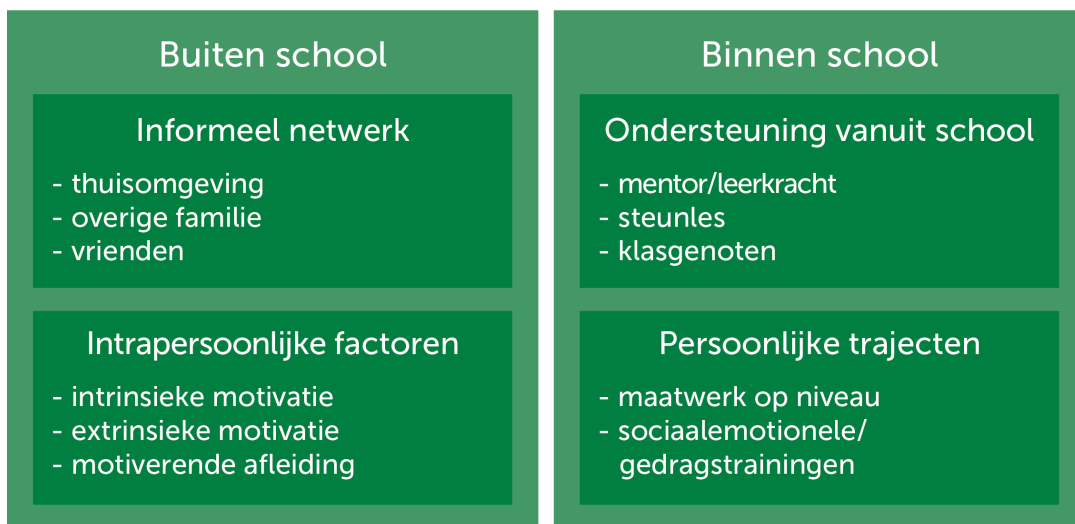 Buiten school
Informeel netwerk
- thuisomgeving
- overige familie
- vrienden
Intrapersoonlijke factoren
- intrinsieke motivatie
- extrinsieke motivatie
- motiverende afleiding
Binnen school
Ondersteuning vanuit school
- mentor/leerkracht
- steunles
- klasgenoten
Persoonlijke trajecten
- maatwerk op niveau
- sociaalemotionele/
gedragstrainingen